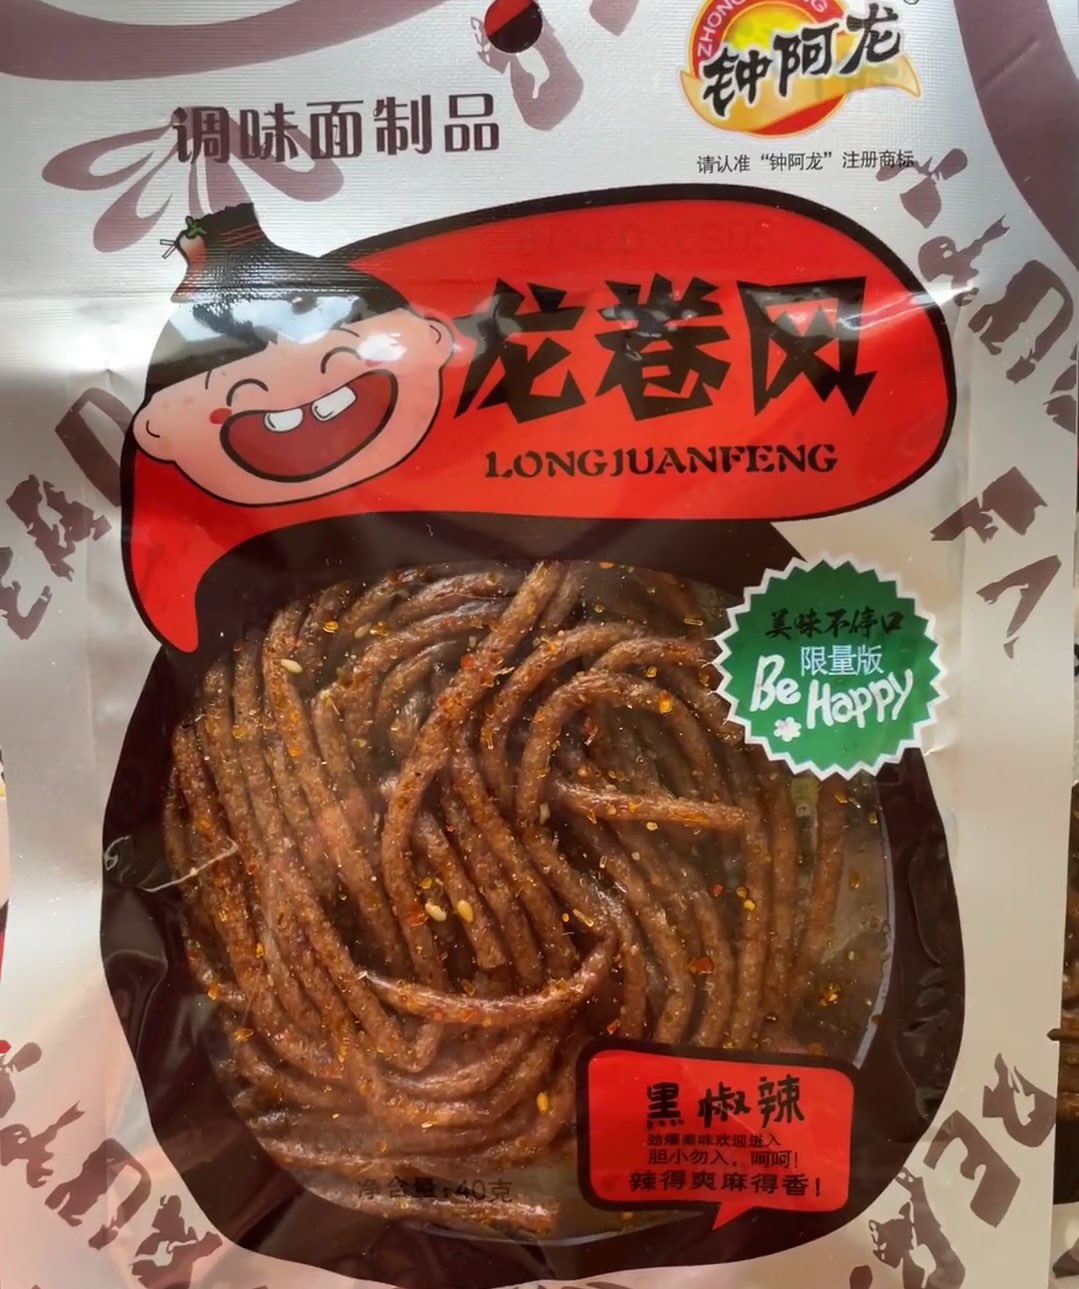 钟阿龙
调味面制品
请认准“钟阿龙”注册商标
龙卷风
LONGJUANFENG
美味不停口
限量版
Be Happy
黑椒辣
劲爆美味欢迎进入
胆小勿入，呵呵！
辣得爽麻得香！
净含量：40克